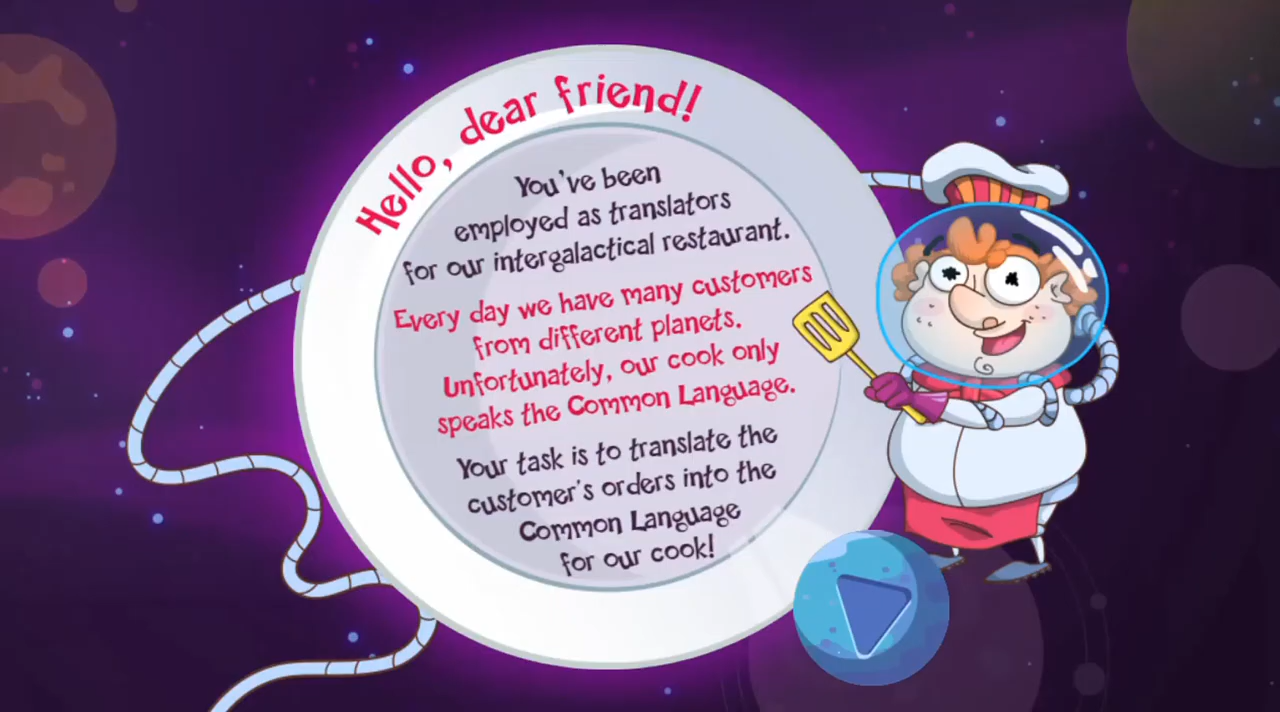 Hello, dear friend!
You've been
employed as translators
for our intergalactical restaurant.
Every day we have many customers
from different planets.
Unfortunately, our cook only
speaks the Common Language.
Your task is to translate the
customer's orders into the
Common Language
for our cook!